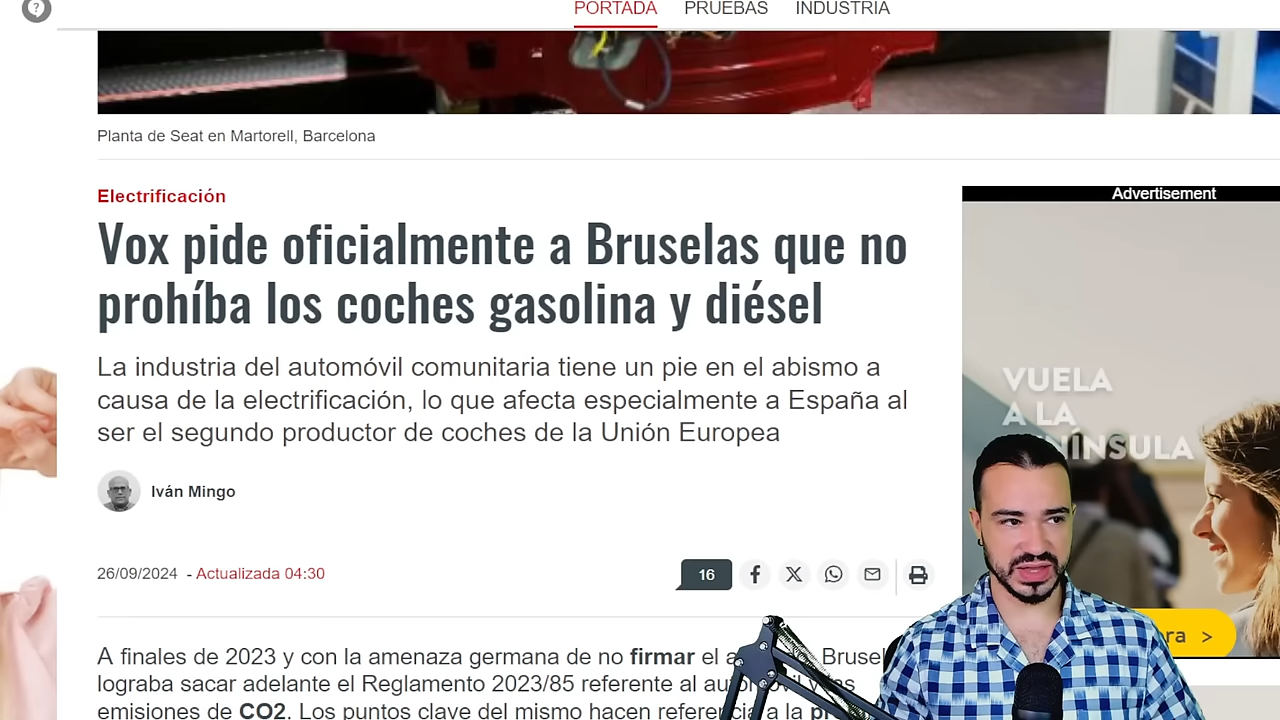 PORTADA PRUEBAS INDUSTRIA
Planta de Seat en Martorell, Barcelona
Electrificación
Advertisement
Vox pide oficialmente a Bruselas que no
prohíba los coches gasolina y diésel
La industria del automóvil comunitaria tiene un pie en el abismo a
causa de la electrificación, lo que afecta especialmente a España al
ser el segundo productor de coches de la Unión Europea
VUELA
A LA
Iván Mingo
26/09/2024 - Actualizada 04:30
16
A finales de 2023 y con la amenaza germana de no firmar el
lograba sacar adelante el Reglamento 2023/85 referente al
emisiones de CO2. Los puntos clave del mismo hacen referencia a la